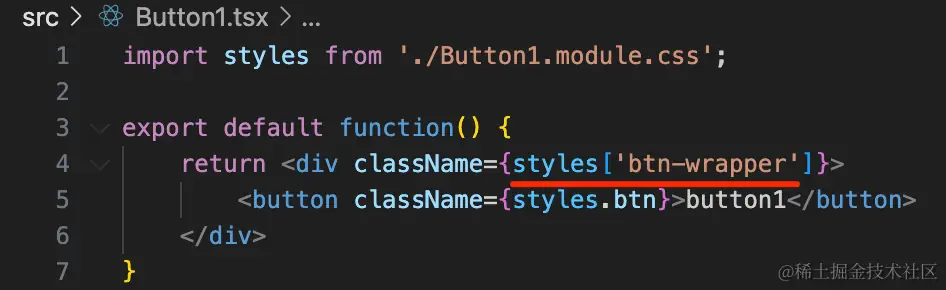 src > Button1.tsx > ...
1 import styles from './Button1.module.css';
2
3 export default function() {
4 return <div className={styles['btn-wrapper']}>
5 <button className={styles.btn}>button1</button>
6 </div>
7 }
@稀土掘金技术社区